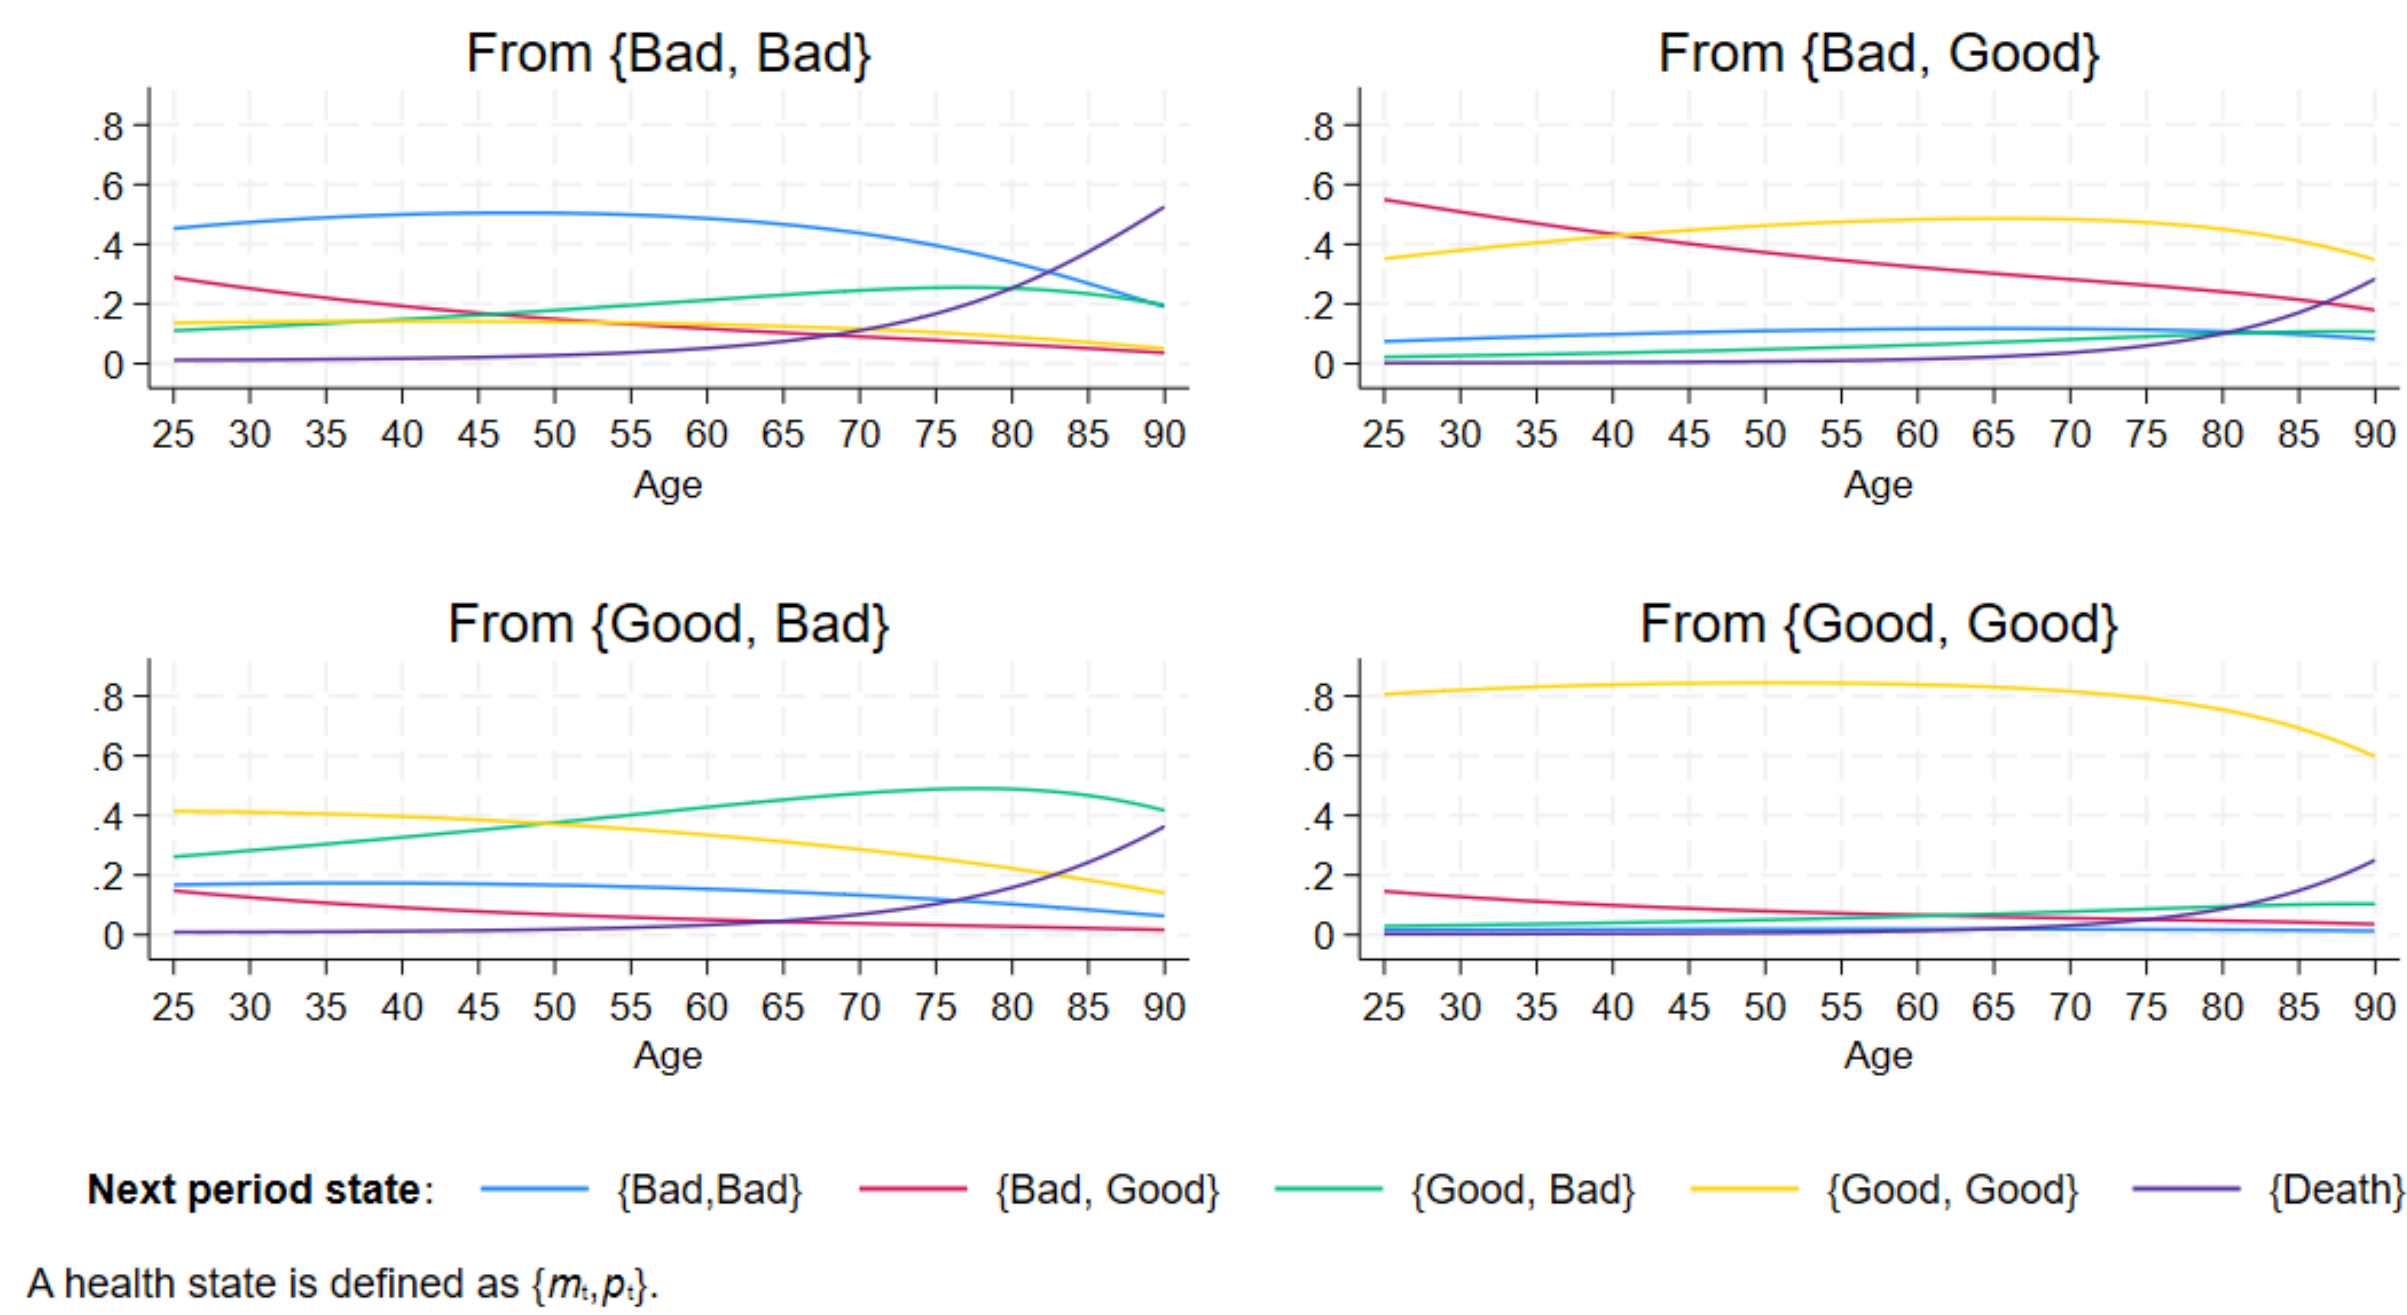 From {Bad, Bad}
From {Bad, Good}
.8
.6
.4
.2
0
25 30 35 40 45 50 55 60 65 70 75 80 85 90
Age
.8
.6
.4
.2
0
25 30 35 40 45 50 55 60 65 70 75 80 85 90
Age
From {Good, Bad}
From {Good, Good}
.8
.6
.4
.2
0
25 30 35 40 45 50 55 60 65 70 75 80 85 90
Age
.8
.6
.4
.2
0
25 30 35 40 45 50 55 60 65 70 75 80 85 90
Age
Next period state: {Bad,Bad} {Bad, Good} {Good, Bad} {Good, Good} {Death}
A health state is defined as {mₜ,pₜ}.